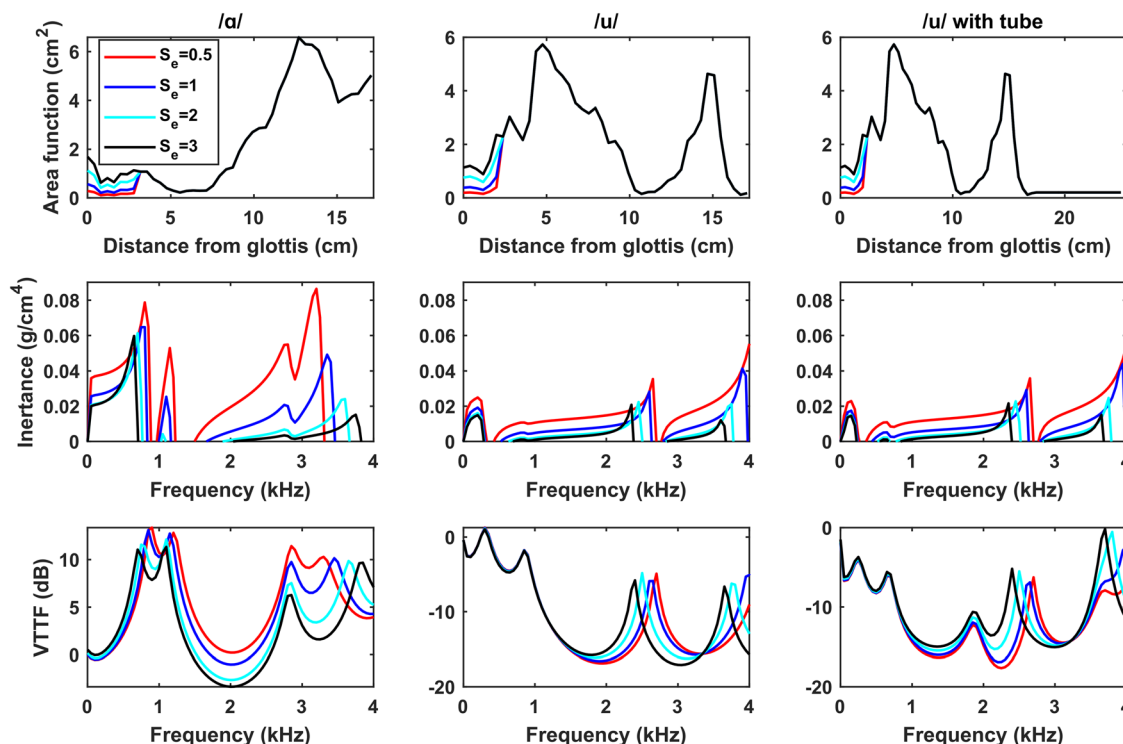 /ɑ/
/u/
/u/ with tube
Area function (cm²)
6
4
2
0
S_e=0.5
S_e=1
S_e=2
S_e=3
0 5 10 15
Distance from glottis (cm)
6
4
2
0
0 5 10 15
Distance from glottis (cm)
6
4
2
0
0 10 20
Distance from glottis (cm)
Inertance (g/cm⁴)
0.08
0.06
0.04
0.02
0
0 1 2 3 4
Frequency (kHz)
0.08
0.06
0.04
0.02
0
0 1 2 3 4
Frequency (kHz)
0.08
0.06
0.04
0.02
0
0 1 2 3 4
Frequency (kHz)
VTTF (dB)
10
5
0
0 1 2 3 4
Frequency (kHz)
0
-10
-20
0 1 2 3 4
Frequency (kHz)
0
-5
-10
-15
-20
0 1 2 3 4
Frequency (kHz)